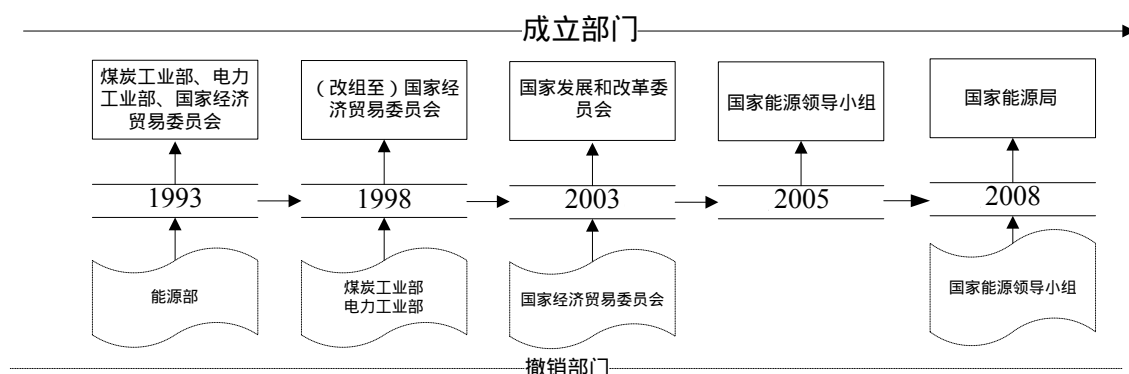 成立部门
煤炭工业部、电力
工业部、国家经济
贸易委员会
（改组至）国家经
济贸易委员会
国家发展和改革委
员会
国家能源领导小组
国家能源局
1993
1998
2003
2005
2008
能源部
煤炭工业部
电力工业部
国家经济贸易委员会
国家能源领导小组
撤销部门